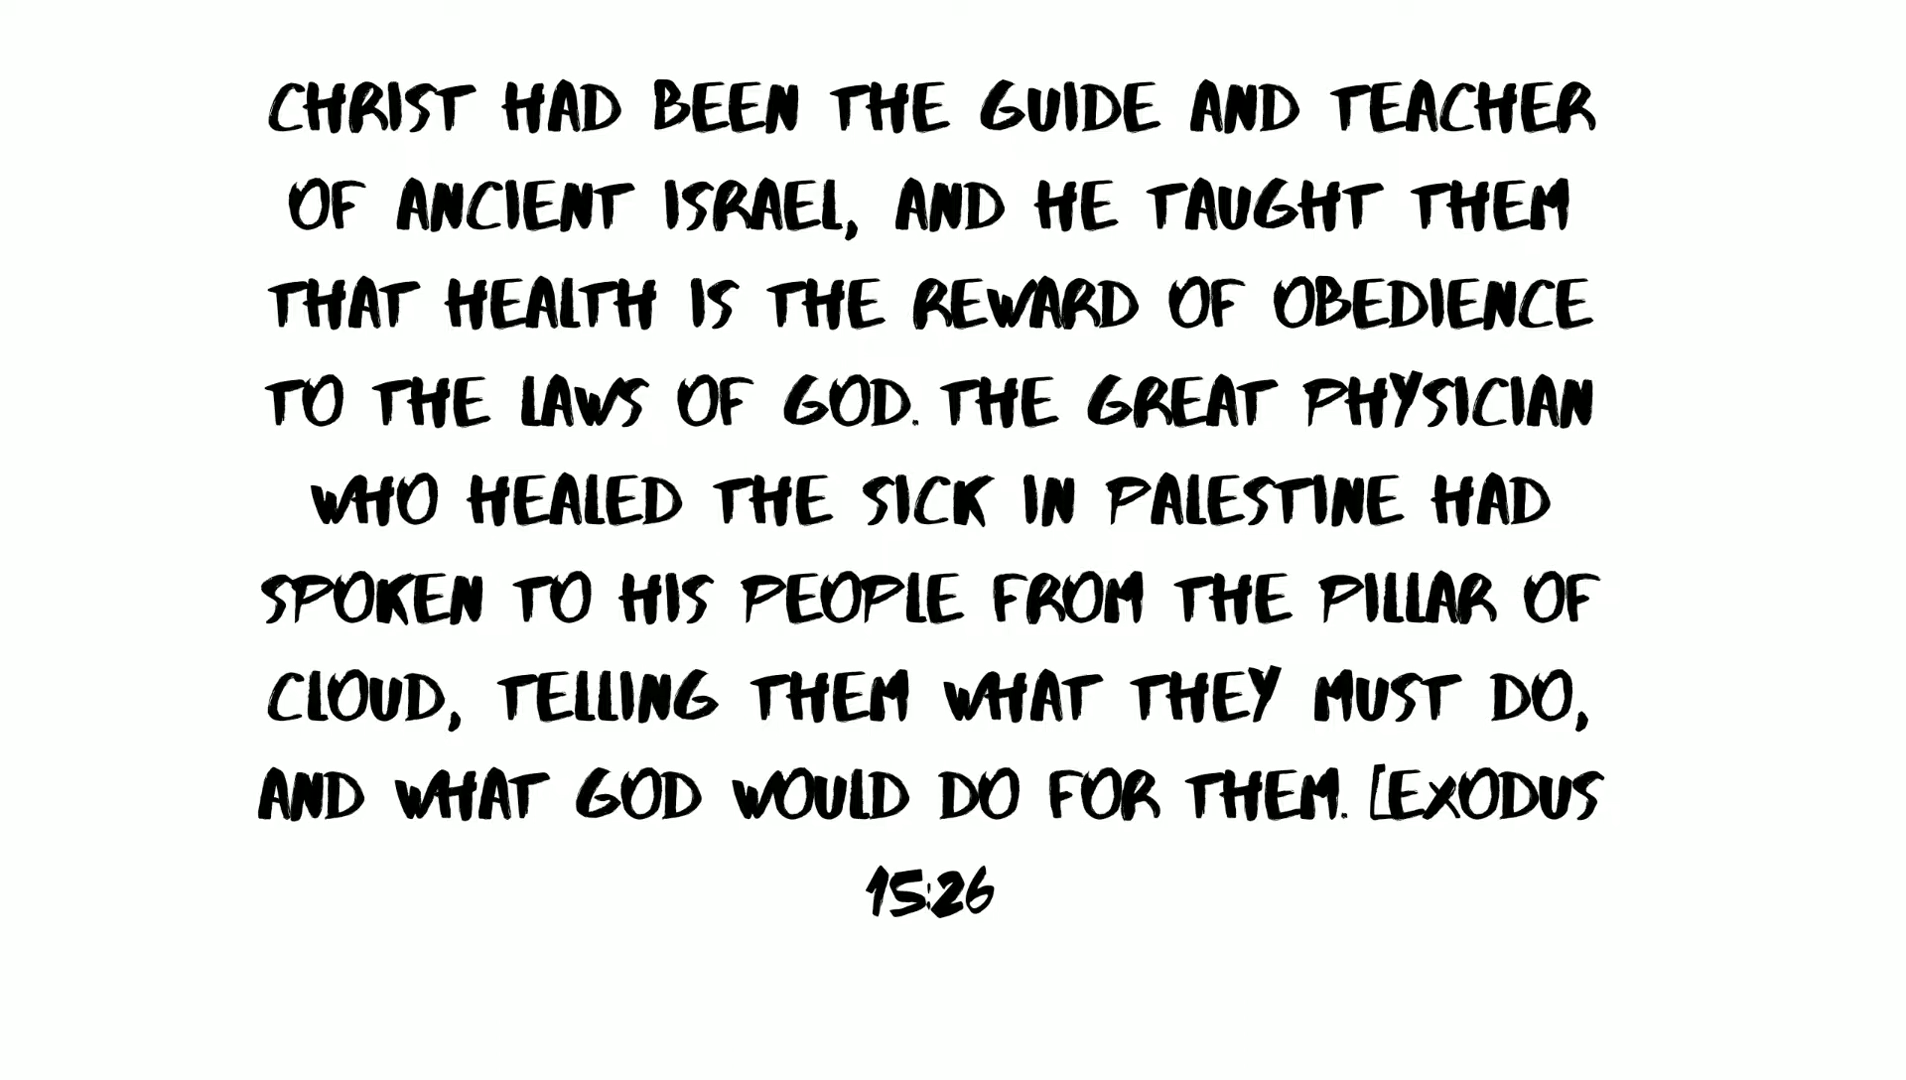 CHRIST HAD BEEN THE GUIDE AND TEACHER
OF ANCIENT ISRAEL, AND HE TAUGHT THEM
THAT HEALTH IS THE REWARD OF OBEDIENCE
TO THE LAWS OF GOD. THE GREAT PHYSICIAN
WHO HEALED THE SICK IN PALESTINE HAD
SPOKEN TO HIS PEOPLE FROM THE PILLAR OF
CLOUD, TELLING THEM WHAT THEY MUST DO,
AND WHAT GOD WOULD DO FOR THEM. [EXODUS
15:26